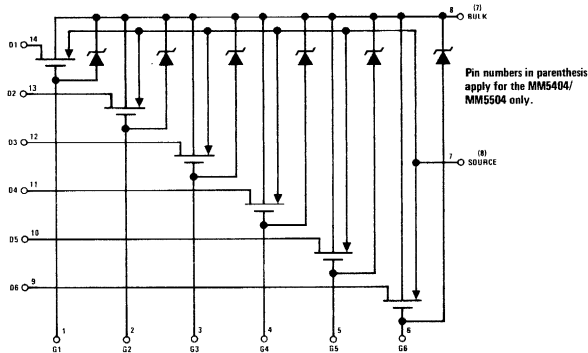 8 (7)
BULK
D1 14
13
D2
12
D3
11
D4
10
D5
9
D6
Pin numbers in parenthesis
apply for the MM5404/
MM5504 only.
7 (8)
SOURCE
1 2 3 4 5 6
G1 G2 G3 G4 G5 G6